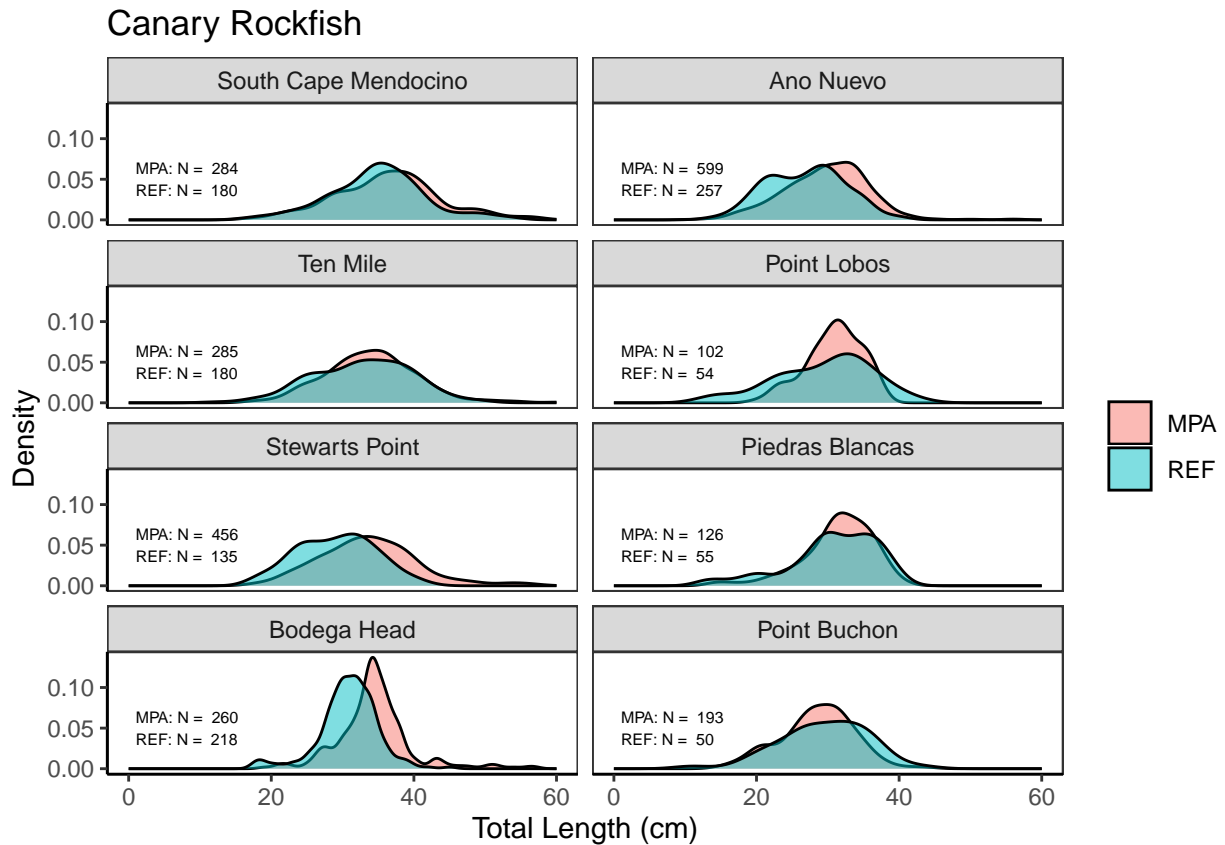 Canary Rockfish
South Cape Mendocino
Ano Nuevo
0.10
0.05
0.00
MPA: N = 284
REF: N = 180
MPA: N = 599
REF: N = 257
Ten Mile
Point Lobos
0.10
0.05
0.00
MPA: N = 285
REF: N = 180
MPA: N = 102
REF: N = 54
Stewarts Point
Piedras Blancas
0.10
0.05
0.00
MPA: N = 456
REF: N = 135
MPA: N = 126
REF: N = 55
Bodega Head
Point Buchon
0.10
0.05
0.00
MPA: N = 260
REF: N = 218
MPA: N = 193
REF: N = 50
0 20 40 60
0 20 40 60
Total Length (cm)
Density
MPA
REF